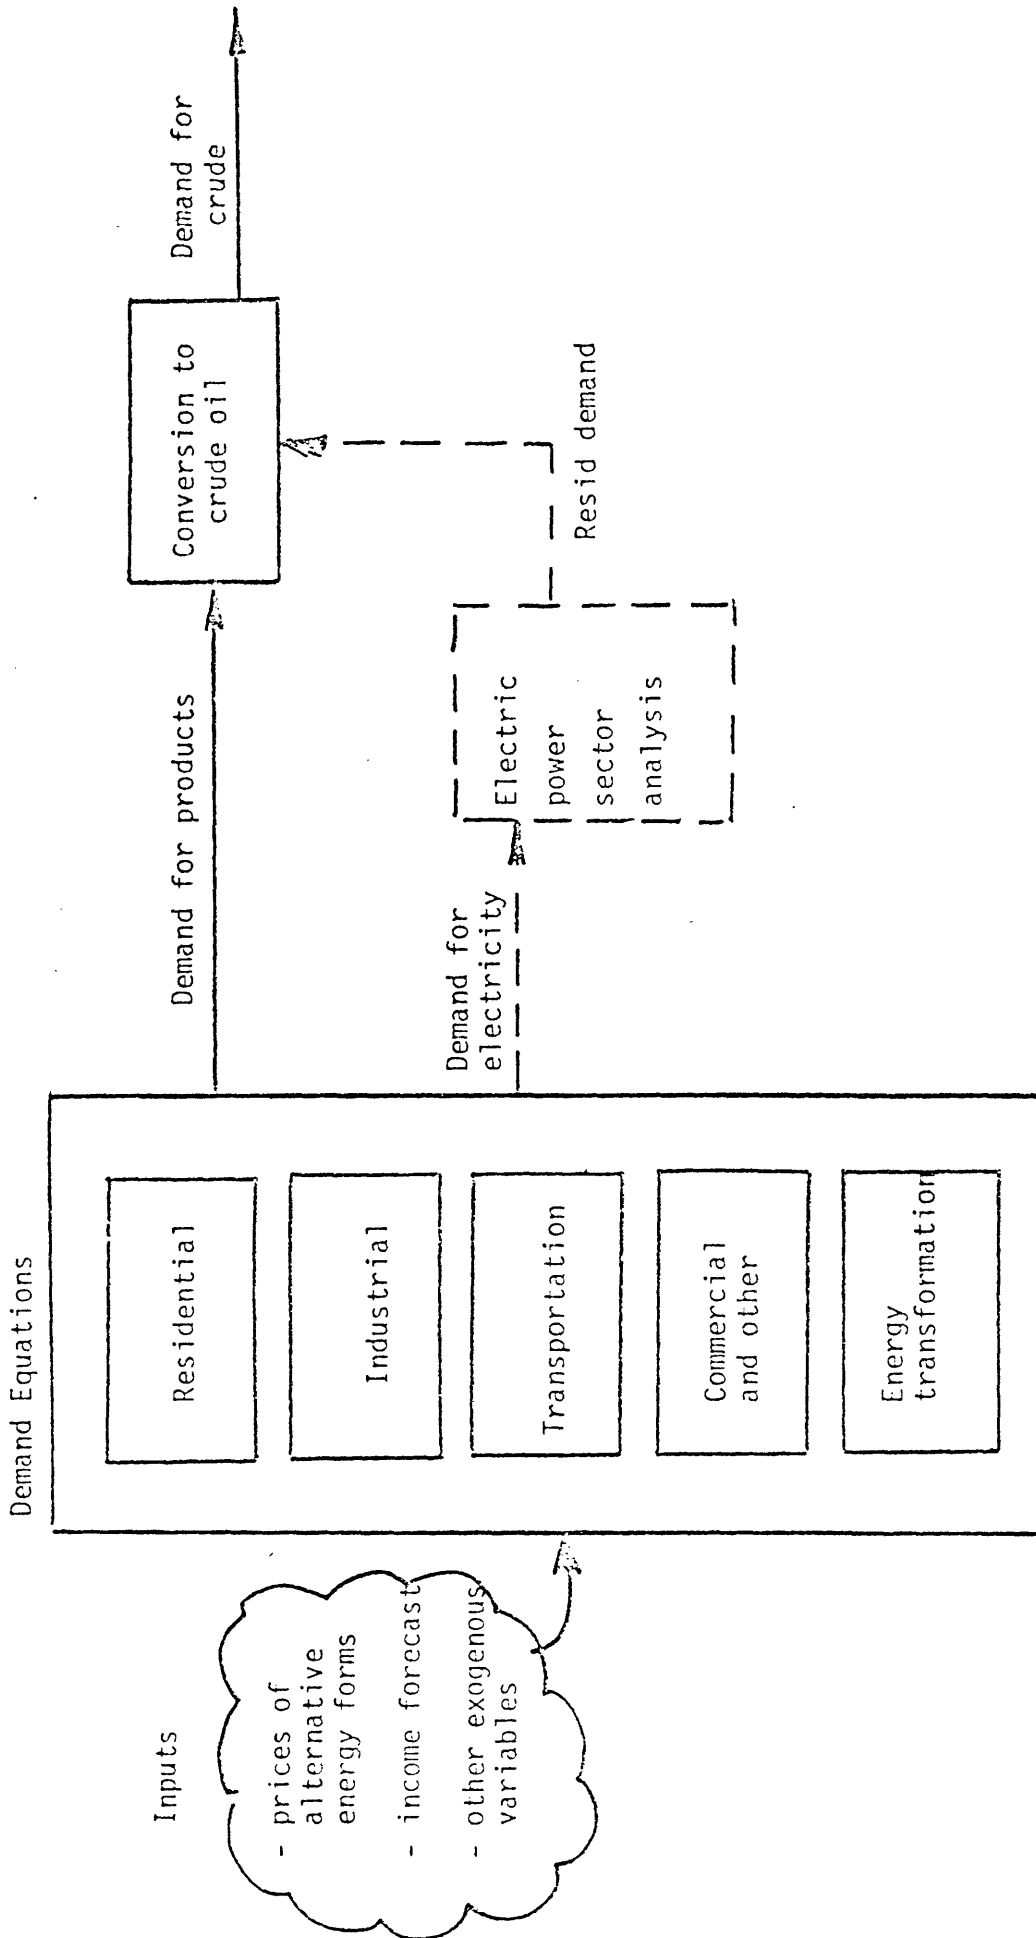 Inputs
- prices of
alternative
energy forms
- income forecast
- other exogenous
variables
Demand Equations
Residential
Industrial
Transportation
Commercial
and other
Energy
transformation
Demand for products
Demand for
electricity
Electric
power
sector
analysis
Resid demand
Conversion to
crude oil
Demand for
crude